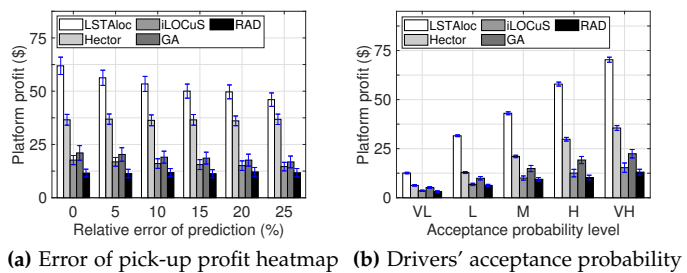 LSTAloc iLOCuS RAD
Hector GA
Platform profit ($)
75
50
25
0
0 5 10 15 20 25
Relative error of prediction (%)
(a) Error of pick-up profit heatmap
LSTAloc iLOCuS RAD
Hector GA
Platform profit ($)
75
50
25
0
VL L M H VH
Acceptance probability level
(b) Drivers' acceptance probability